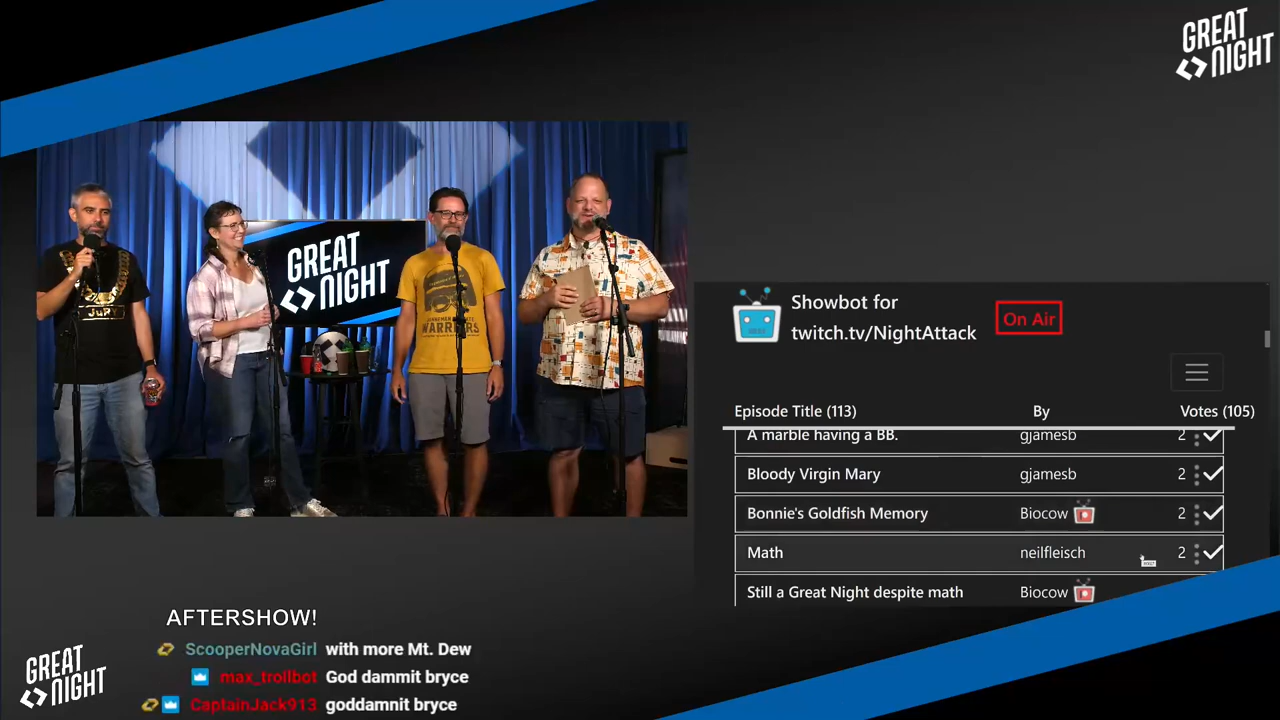 GREAT
NIGHT
JURY
GREAT
NIGHT
WARRIORS
Showbot for
twitch.tv/NightAttack
On Air
Episode Title (113) By Votes (105)
A marble having a BB. gjamesb 2
Bloody Virgin Mary gjamesb 2
Bonnie's Goldfish Memory Biocow 2
Math neilfleisch 2
Still a Great Night despite math Biocow
AFTERSHOW!
ScooperNovaGirl with more Mt. Dew
max_trollbot God dammit bryce
CaptainJack913 goddamnit bryce
GREAT
NIGHT